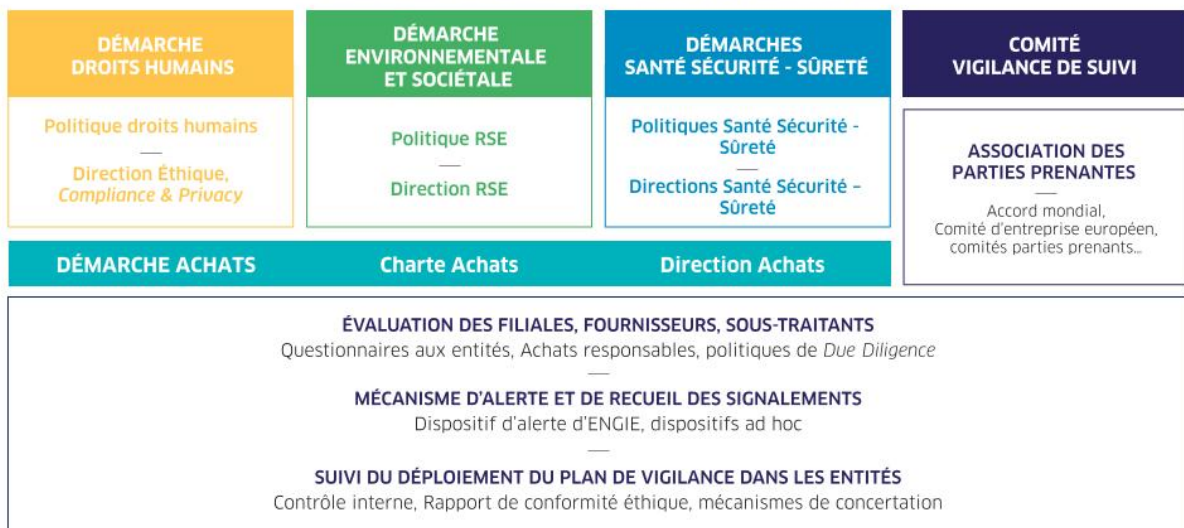 DÉMARCHE
DROITS HUMAINS
Politique droits humains
Direction Éthique,
Compliance & Privacy
DÉMARCHE
ENVIRONNEMENTALE
ET SOCIÉTALE
Politique RSE
Direction RSE
DÉMARCHES
SANTÉ SÉCURITÉ - SÛRETÉ
Politiques Santé Sécurité -
Sûreté
Directions Santé Sécurité –
Sûreté
COMITÉ
VIGILANCE DE SUIVI
ASSOCIATION DES
PARTIES PRENANTES
Accord mondial,
Comité d'entreprise européen,
comités parties prenants…
DÉMARCHE ACHATS Charte Achats Direction Achats
ÉVALUATION DES FILIALES, FOURNISSEURS, SOUS-TRAITANTS
Questionnaires aux entités, Achats responsables, politiques de Due Diligence
MÉCANISME D'ALERTE ET DE RECUEIL DES SIGNALEMENTS
Dispositif d'alerte d'ENGIE, dispositifs ad hoc
SUIVI DU DÉPLOIEMENT DU PLAN DE VIGILANCE DANS LES ENTITÉS
Contrôle interne, Rapport de conformité éthique, mécanismes de concertation